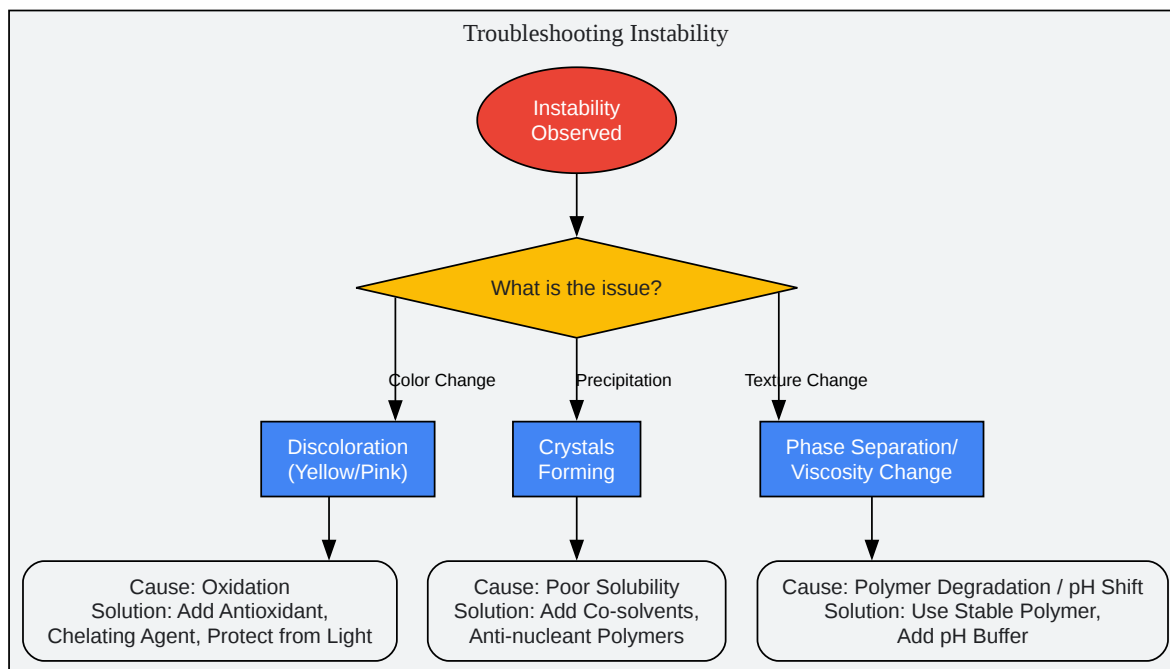 Troubleshooting Instability
Instability
Observed
What is the issue?
Color Change
Precipitation
Texture Change
Discoloration
(Yellow/Pink)
Crystals
Forming
Phase Separation/
Viscosity Change
Cause: Oxidation
Solution: Add Antioxidant,
Chelating Agent, Protect from Light
Cause: Poor Solubility
Solution: Add Co-solvents,
Anti-nucleant Polymers
Cause: Polymer Degradation / pH Shift
Solution: Use Stable Polymer,
Add pH Buffer